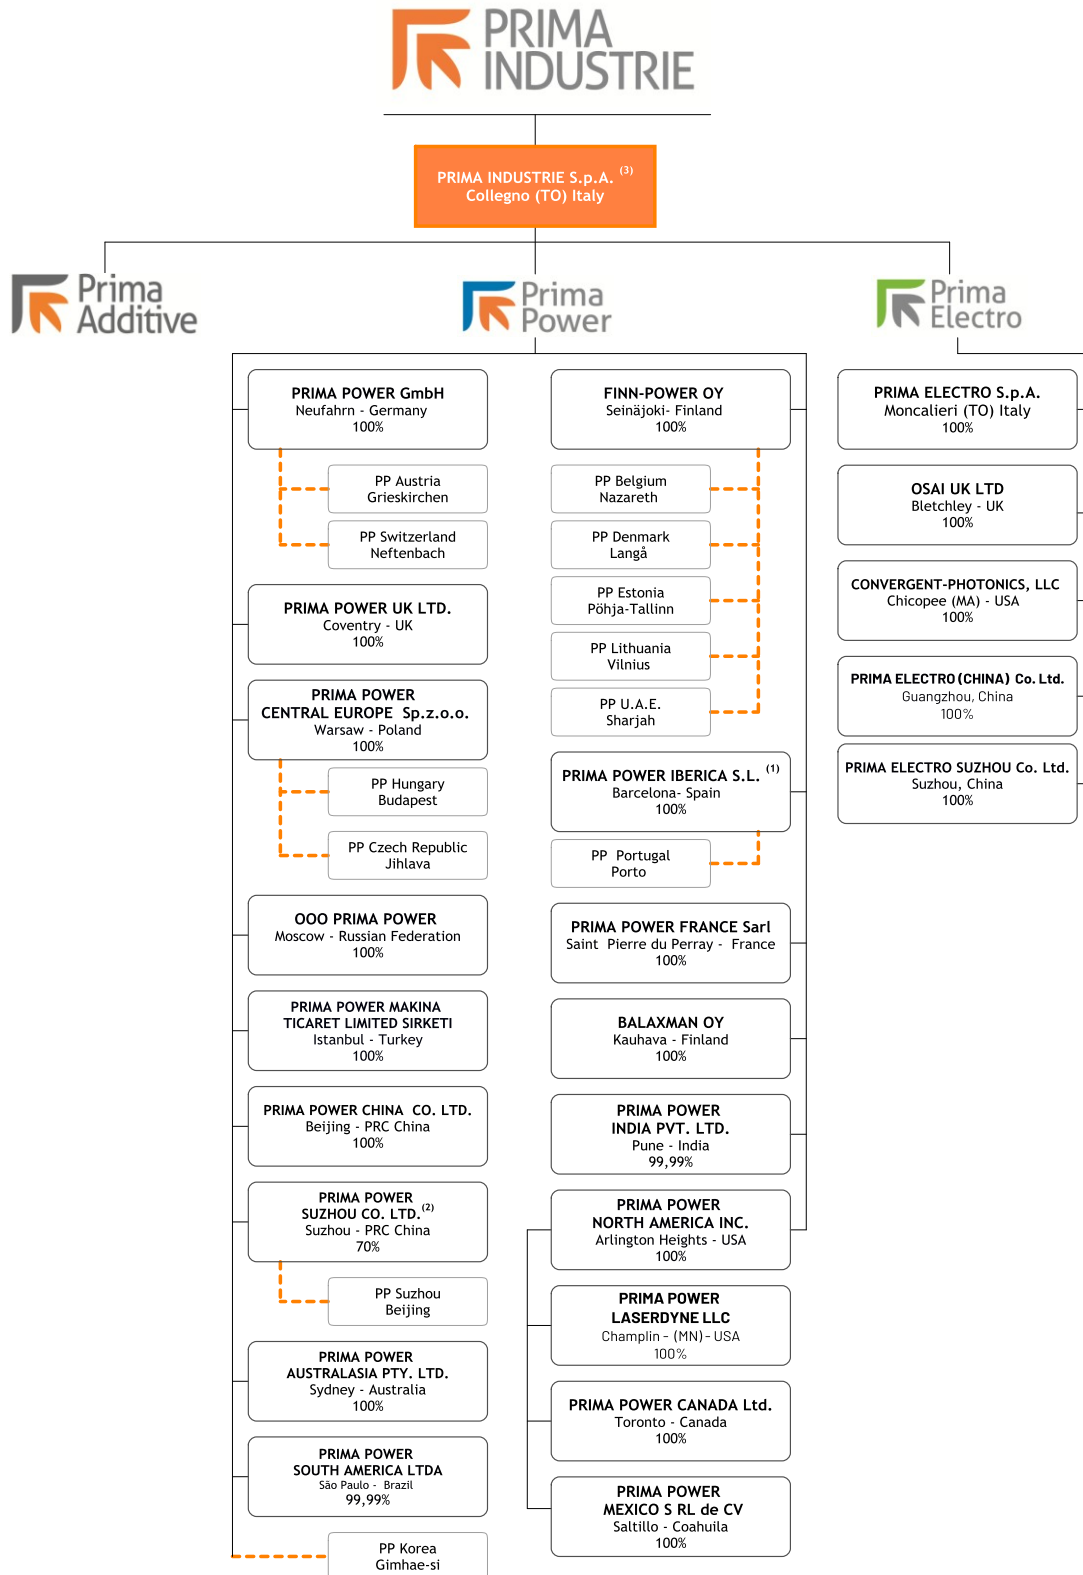 PRIMA
INDUSTRIE
PRIMA INDUSTRIE S.p.A. (3)
Collegno (TO) Italy
Prima
Additive
Prima
Power
Prima
Electro
PRIMA POWER GmbH
Neufahrn - Germany
100%
PP Austria
Grieskirchen
PP Switzerland
Neftenbach
PRIMA POWER UK LTD.
Coventry - UK
100%
PRIMA POWER
CENTRAL EUROPE Sp.z.o.o.
Warsaw - Poland
100%
PP Hungary
Budapest
PP Czech Republic
Jihlava
OOO PRIMA POWER
Moscow - Russian Federation
100%
PRIMA POWER MAKINA
TICARET LIMITED SIRKETI
Istanbul - Turkey
100%
PRIMA POWER CHINA CO. LTD.
Beijing - PRC China
100%
PRIMA POWER
SUZHOU CO. LTD.(2)
Suzhou - PRC China
70%
PP Suzhou
Beijing
PRIMA POWER
AUSTRALASIA PTY. LTD.
Sydney - Australia
100%
PRIMA POWER
SOUTH AMERICA LTDA
São Paulo - Brazil
99,99%
PP Korea
Gimhae-si
FINN-POWER OY
Seinäjoki- Finland
100%
PP Belgium
Nazareth
PP Denmark
Langå
PP Estonia
Pöhja-Tallinn
PP Lithuania
Vilnius
PP U.A.E.
Sharjah
PRIMA POWER IBERICA S.L. (1)
Barcelona- Spain
100%
PP Portugal
Porto
PRIMA POWER FRANCE Sarl
Saint Pierre du Perray - France
100%
BALAXMAN OY
Kauhava - Finland
100%
PRIMA POWER
INDIA PVT. LTD.
Pune - India
99,99%
PRIMA POWER
NORTH AMERICA INC.
Arlington Heights - USA
100%
PRIMA POWER
LASERDYNE LLC
Champlin - (MN) - USA
100%
PRIMA POWER CANADA Ltd.
Toronto - Canada
100%
PRIMA POWER
MEXICO S RL de CV
Saltillo - Coahuila
100%
PRIMA ELECTRO S.p.A.
Moncalieri (TO) Italy
100%
OSAI UK LTD
Bletchley - UK
100%
CONVERGENT-PHOTONICS, LLC
Chicopee (MA) - USA
100%
PRIMA ELECTRO (CHINA) Co. Ltd.
Guangzhou, China
100%
PRIMA ELECTRO SUZHOU Co. Ltd.
Suzhou, China
100%